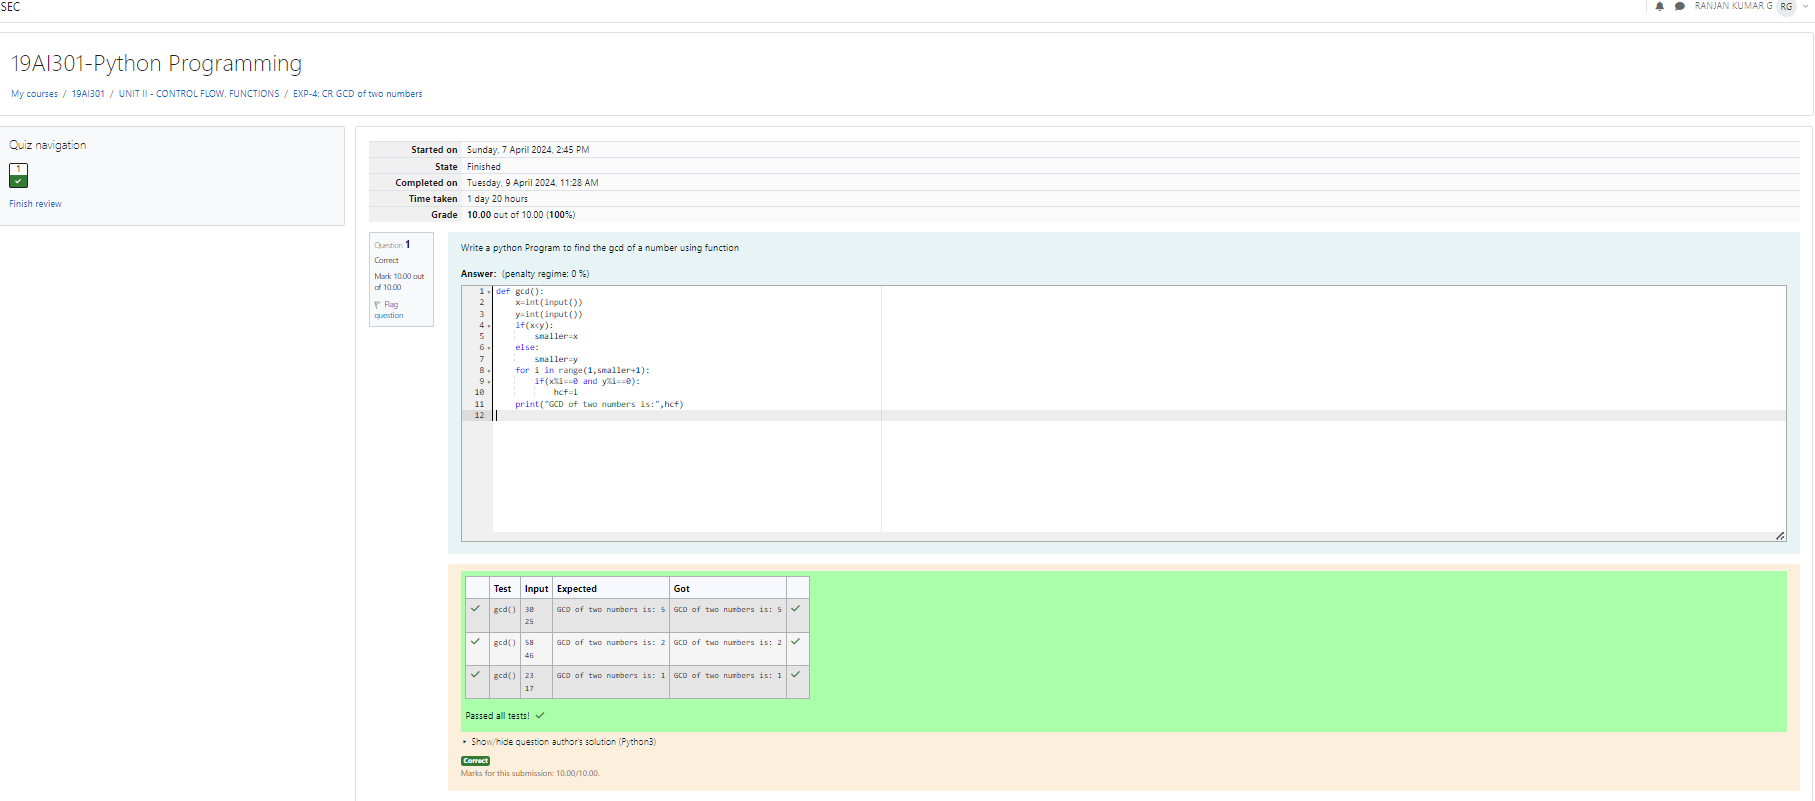 SEC
RANJAN KUMAR G RG
19AI301-Python Programming
My courses / 19AI301 / UNIT II - CONTROL FLOW, FUNCTIONS / EXP-4: CR GCD of two numbers
Quiz navigation
1
Finish review
Started on Sunday, 7 April 2024, 2:45 PM
State Finished
Completed on Tuesday, 9 April 2024, 11:28 AM
Time taken 1 day 20 hours
Grade 10.00 out of 10.00 (100%)
Question 1
Correct
Mark 10.00 out
of 10.00
Flag
question
Write a python Program to find the gcd of a number using function
Answer: (penalty regime: 0 %)
1 def gcd():
2 x=int(input())
3 y=int(input())
4 if(x<y):
5 smaller=x
6 else:
7 smaller=y
8 for i in range(1,smaller+1):
9 if(x%i==0 and y%i==0):
10 hcf=i
11 print("GCD of two numbers is:",hcf)
12
Test Input Expected Got
gcd() 30 GCD of two numbers is: 5 GCD of two numbers is: 5
25
gcd() 58 GCD of two numbers is: 2 GCD of two numbers is: 2
46
gcd() 23 GCD of two numbers is: 1 GCD of two numbers is: 1
17
Passed all tests!
Show/hide question author's solution (Python3)
Correct
Marks for this submission: 10.00/10.00.